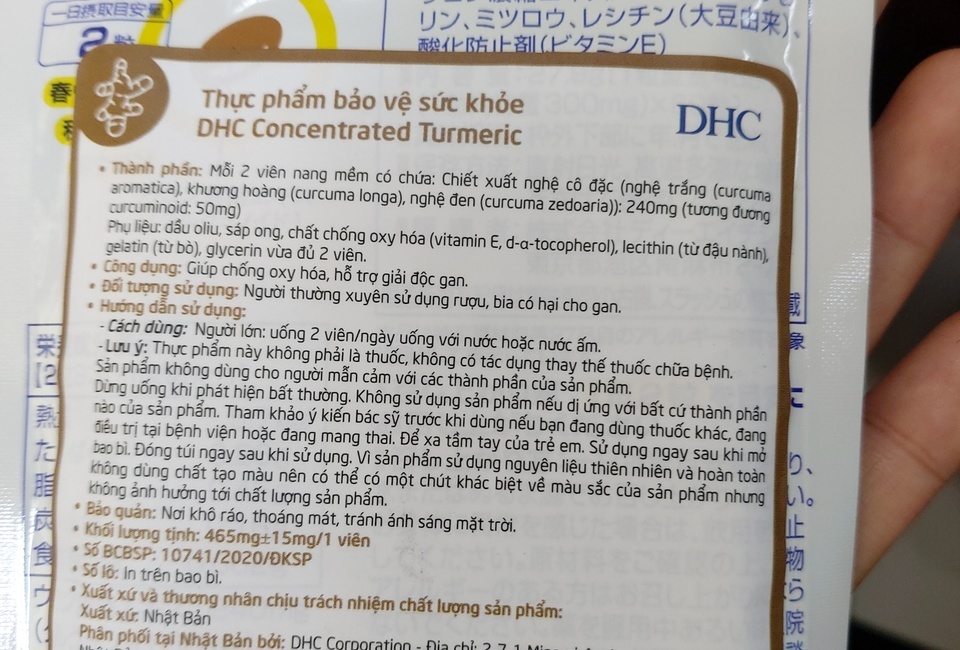 一日摂取目安量
2粒
リン、ミツロウ、レシチン（大豆由来）、
酸化防止剤（ビタミンE）
Thực phẩm bảo vệ sức khỏe
DHC Concentrated Turmeric
DHC
• Thành phần: Mỗi 2 viên nang mềm có chứa: Chiết xuất nghệ cô đặc (nghệ trắng (curcuma
aromatica), khương hoàng (curcuma longa), nghệ đen (curcuma zedoaria)): 240mg (tương đương
curcuminoid: 50mg)
Phụ liệu: dầu oliu, sáp ong, chất chống oxy hóa (vitamin E, d-α-tocopherol), lecithin (từ đậu nành),
gelatin (từ bò), glycerin vừa đủ 2 viên.
• Công dụng: Giúp chống oxy hóa, hỗ trợ giải độc gan.
• Đối tượng sử dụng: Người thường xuyên sử dụng rượu, bia có hại cho gan.
• Hướng dẫn sử dụng:
- Cách dùng: Người lớn: uống 2 viên/ngày uống với nước hoặc nước ấm.
- Lưu ý: Thực phẩm này không phải là thuốc, không có tác dụng thay thế thuốc chữa bệnh.
Sản phẩm không dùng cho người mẫn cảm với các thành phần của sản phẩm.
Dừng uống khi phát hiện bất thường. Không sử dụng sản phẩm nếu dị ứng với bất cứ thành phần
nào của sản phẩm. Tham khảo ý kiến bác sỹ trước khi dùng nếu bạn đang dùng thuốc khác, đang
điều trị tại bệnh viện hoặc đang mang thai. Để xa tầm tay của trẻ em. Sử dụng ngay sau khi mở
bao bì. Đóng túi ngay sau khi sử dụng. Vì sản phẩm sử dụng nguyên liệu thiên nhiên và hoàn toàn
không dùng chất tạo màu nên có thể có một chút khác biệt về màu sắc của sản phẩm nhưng
không ảnh hưởng tới chất lượng sản phẩm.
• Bảo quản: Nơi khô ráo, thoáng mát, tránh ánh sáng mặt trời.
• Khối lượng tịnh: 465mg±15mg/1 viên
• Số BCBSP: 10741/2020/ĐKSP
• Số lô: In trên bao bì.
• Xuất xứ và thương nhân chịu trách nhiệm chất lượng sản phẩm:
Xuất xứ: Nhật Bản
Phân phối tại Nhật Bản bởi: DHC Corporation - Địa chỉ: 2-7-1